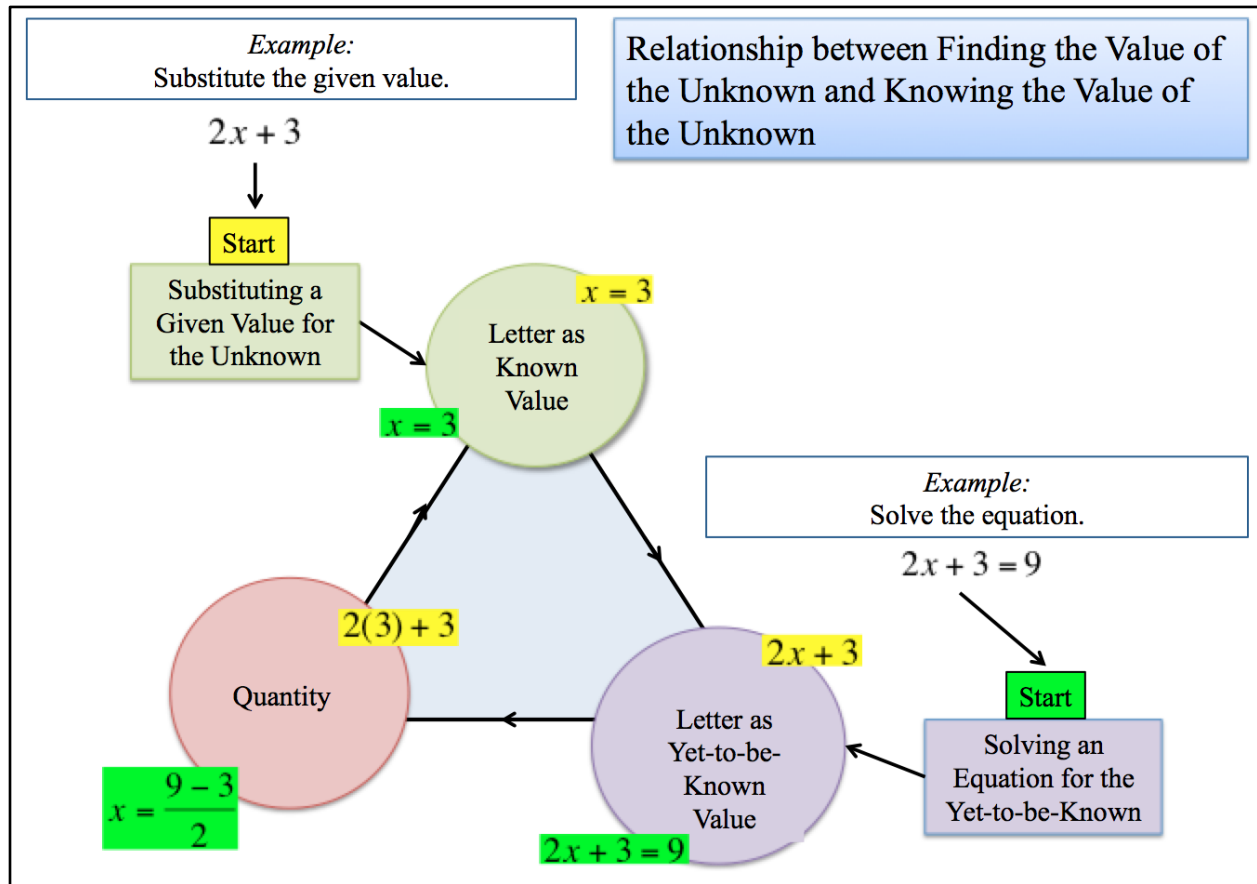 Example:
Substitute the given value.
2x + 3
Relationship between Finding the Value of
the Unknown and Knowing the Value of
the Unknown
Start
Substituting a
Given Value for
the Unknown
x = 3
Letter as
Known
Value
x = 3
Example:
Solve the equation.
2x + 3 = 9
2(3) + 3
Quantity
x = \frac{9 - 3}{2}
2x + 3
Letter as
Yet-to-be-
Known
Value
2x + 3 = 9
Start
Solving an
Equation for the
Yet-to-be-Known